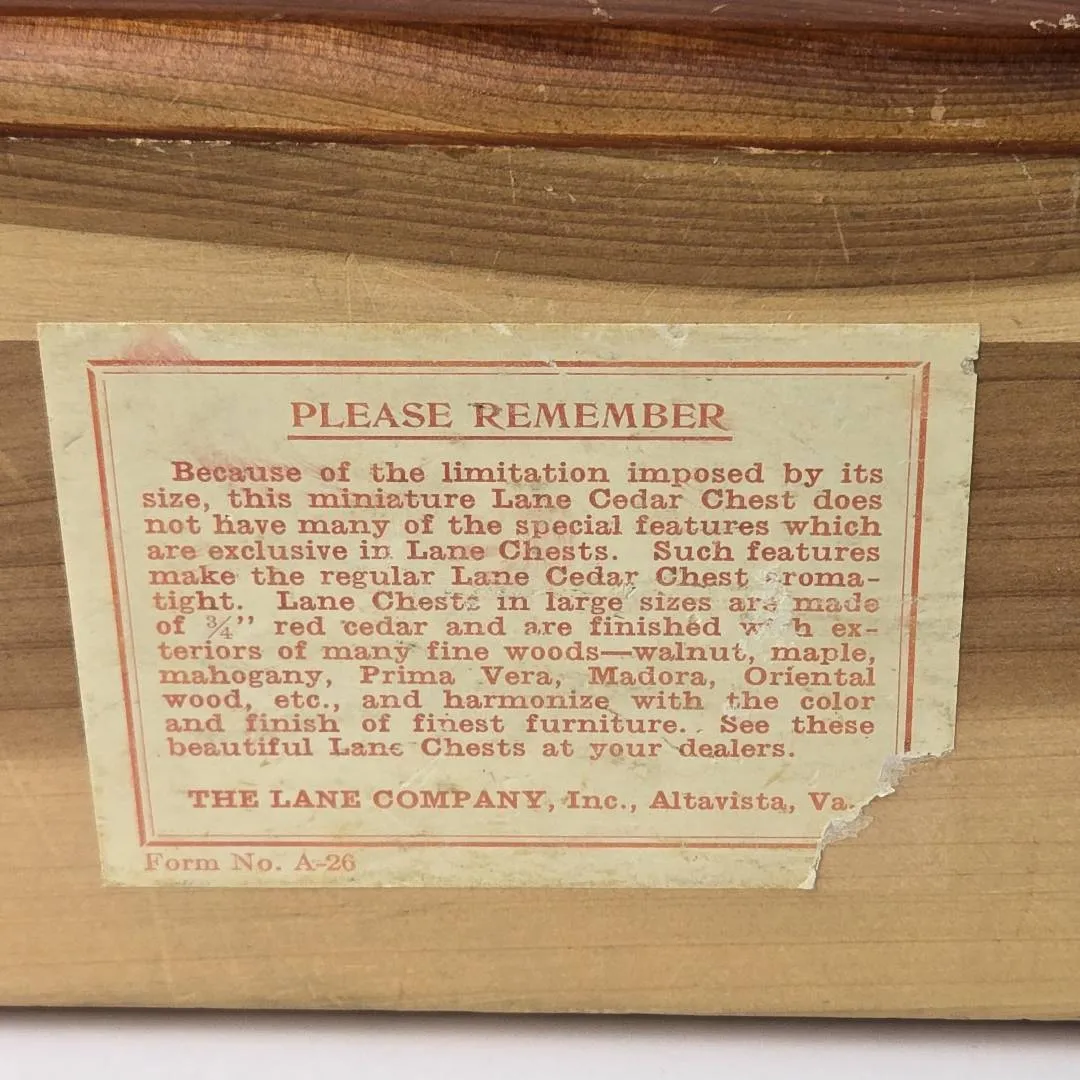 PLEASE REMEMBER
Because of the limitation imposed by its
size, this miniature Lane Cedar Chest does
not have many of the special features which
are exclusive in Lane Chests. Such features
make the regular Lane Cedar Chest aroma-
tight. Lane Chests in large sizes are made
of ¾" red cedar and are finished with ex-
teriors of many fine woods—walnut, maple,
mahogany, Prima Vera, Madora, Oriental
wood, etc., and harmonize with the color
and finish of finest furniture. See these
beautiful Lane Chests at your dealers.
THE LANE COMPANY, Inc., Altavista, Va.
Form No. A-26